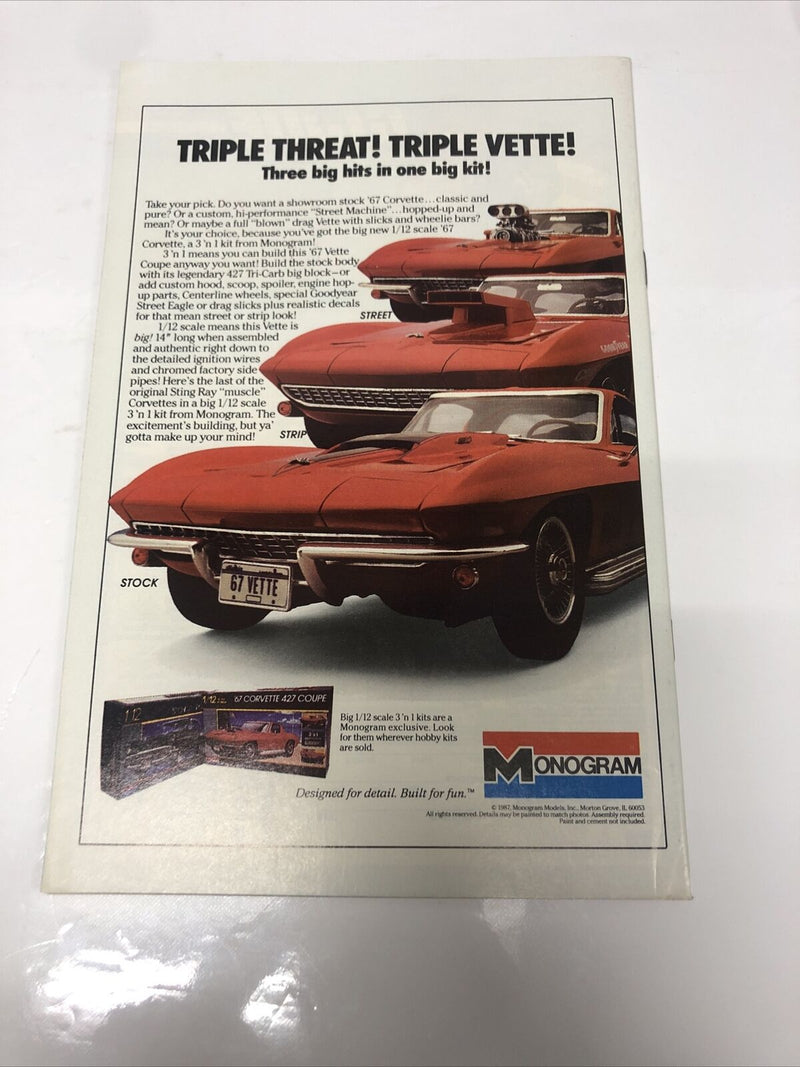 TRIPLE THREAT! TRIPLE VETTE!
Three big hits in one big kit!
Take your pick. Do you want a showroom stock '67 Corvette...classic and
pure? Or a custom, hi-performance "Street Machine"...hopped-up and
mean? Or maybe a full "blown" drag Vette with slicks and wheelie bars?
It's your choice, because you've got the big new 1/12 scale '67
Corvette, a 3 'n 1 kit from Monogram!
3 'n 1 means you can build this '67 Vette
Coupe anyway you want! Build the stock body
with its legendary 427 Tri-Carb big block—or
add custom hood, scoop, spoiler, engine hop-
up parts, Centerline wheels, special Goodyear
Street Eagle or drag slicks plus realistic decals
for that mean street or strip look!
1/12 scale means this Vette is
big! 14" long when assembled
and authentic right down to
the detailed ignition wires
and chromed factory side
pipes! Here's the last of the
original Sting Ray "muscle"
Corvettes in a big 1/12 scale
3 'n 1 kit from Monogram. The
excitement's building, but ya'
gotta make up your mind!
STREET
GOODYEAR
STRIP
STOCK
67 VETTE
1/12
1/12
67 CORVETTE 427 COUPE
3 in 1
Big 1/12 scale 3 'n 1 kits are a
Monogram exclusive. Look
for them wherever hobby kits
are sold.
MONOGRAM
Designed for detail. Built for fun.™
© 1987, Monogram Models, Inc., Morton Grove, IL 60053
All rights reserved. Details may be painted to match photos. Assembly required.
Paint and cement not included.